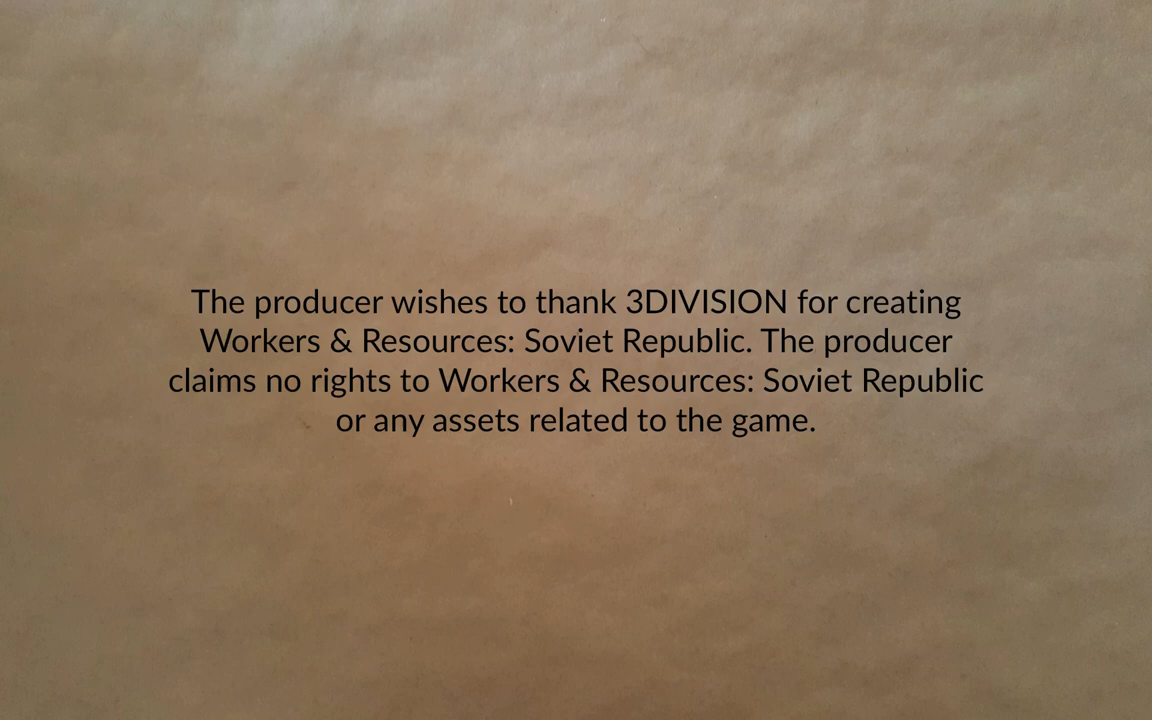 The producer wishes to thank 3DIVISION for creating
Workers & Resources: Soviet Republic. The producer
claims no rights to Workers & Resources: Soviet Republic
or any assets related to the game.